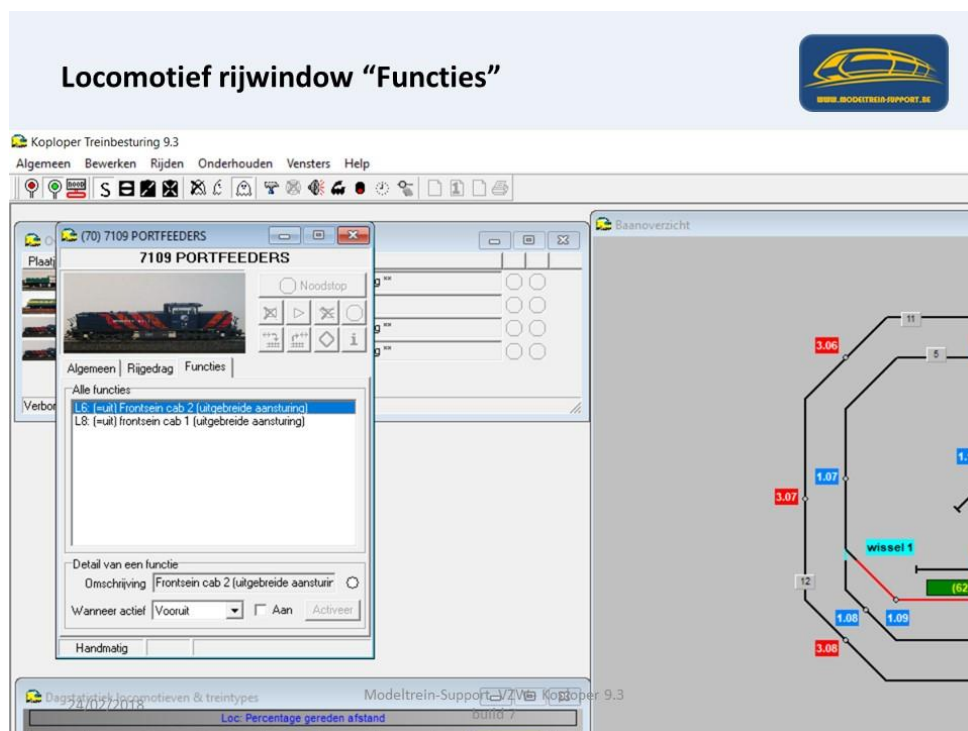 Locomotief rijwindow “Functies”
WWW.MODELTREIN-SUPPORT.BE
Koploper Treinbesturing 9.3
Algemeen Bewerken Rijden Onderhouden Vensters Help
(70) 7109 PORTFEEDERS
7109 PORTFEEDERS
Noodstop
Algemeen Rijgedrag Functies
Alle functies
L6: (=uit) Frontsein cab 2 (uitgebreide aansturing)
L8: (=uit) frontsein cab 1 (uitgebreide aansturing)
Detail van een functie
Omschrijving Frontsein cab 2 (uitgebreide aansturir
Wanneer actief Vooruit Aan Activeer
Handmatig
Plaatj
g **
g **
g **
Verbor
Baanoverzicht
11
3.06
5
1.07
3.07
wissel 1
12
(62
1.08 1.09
3.08
Dagstatistiek locomotieven & treintypes
Loc: Percentage gereden afstand
24/02/2018
Modeltrein-Support VZW - Koploper 9.3
build 7